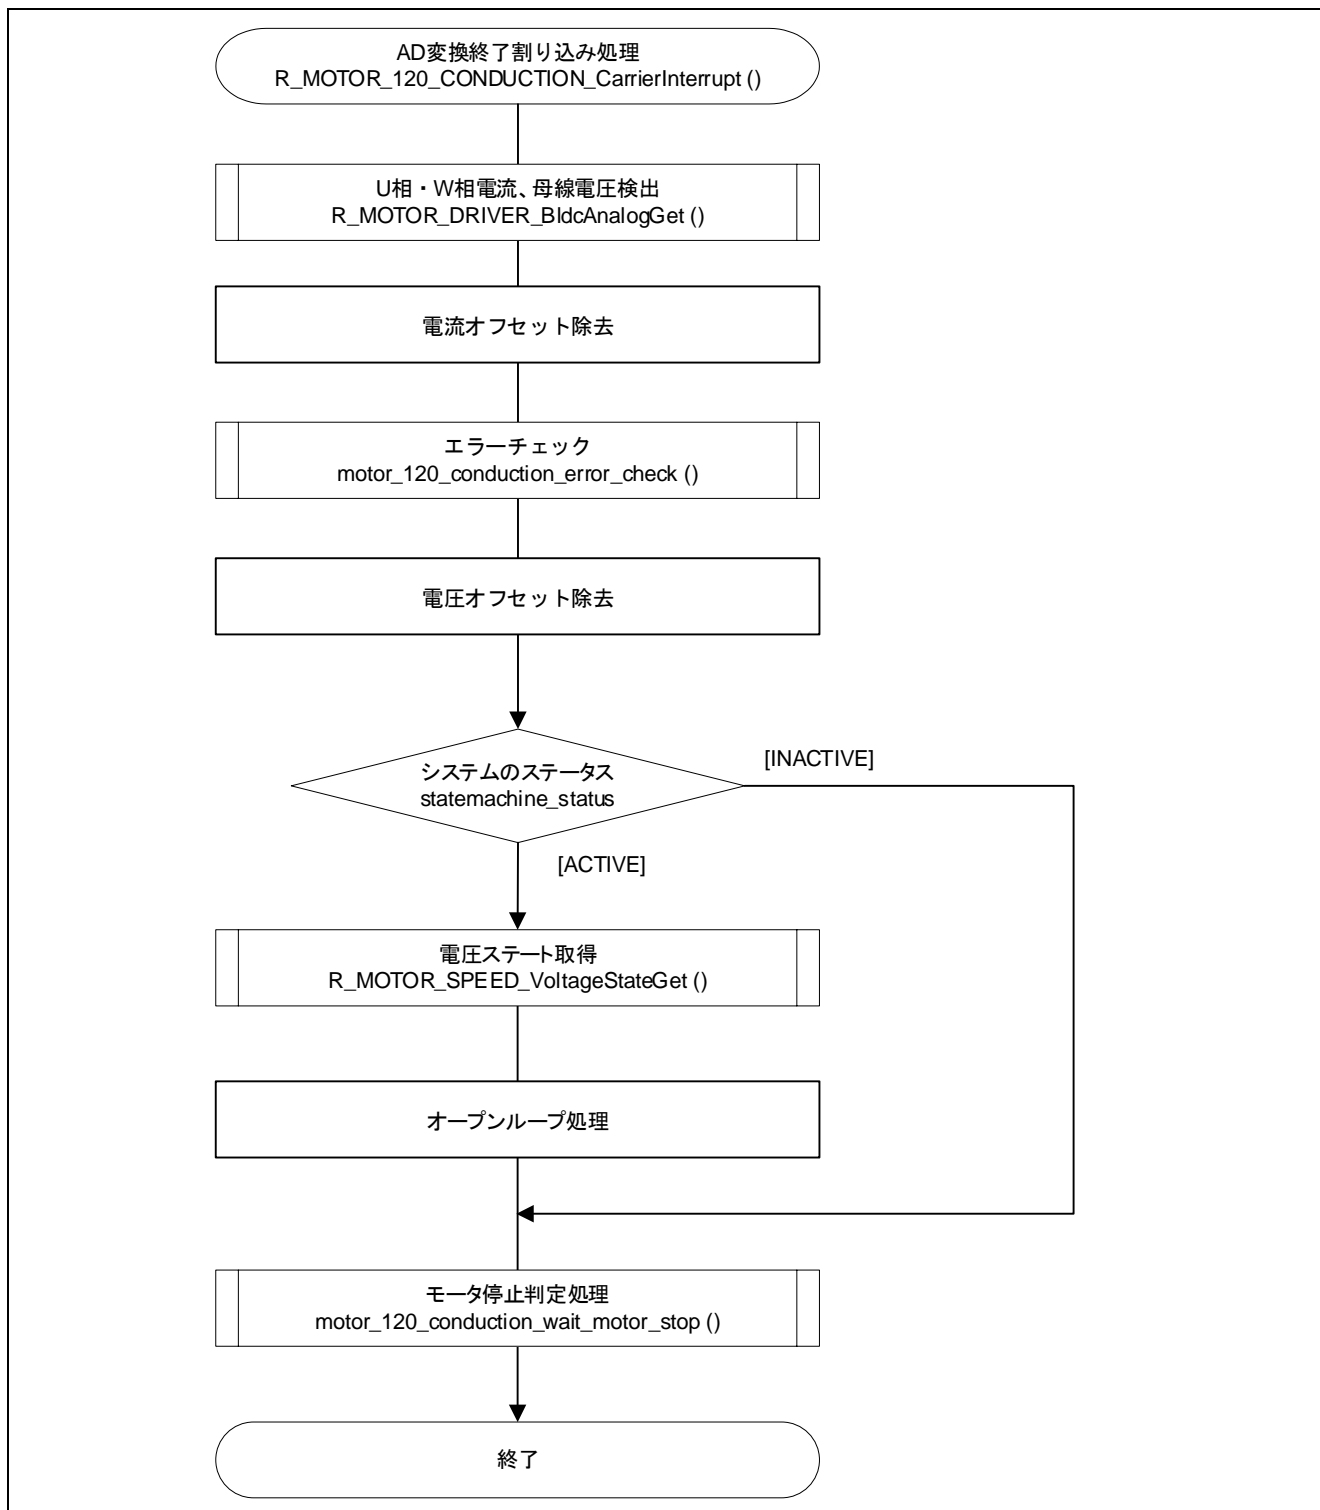 AD変換終了割り込み処理
R_MOTOR_120_CONDUCTION_CarrierInterrupt ()
U相・W相電流、母線電圧検出
R_MOTOR_DRIVER_BldcAnalogGet ()
電流オフセット除去
エラーチェック
motor_120_conduction_error_check ()
電圧オフセット除去
システムのステータス
statemachine_status
[INACTIVE]
[ACTIVE]
電圧ステート取得
R_MOTOR_SPEED_VoltageStateGet ()
オープンループ処理
モータ停止判定処理
motor_120_conduction_wait_motor_stop ()
終了